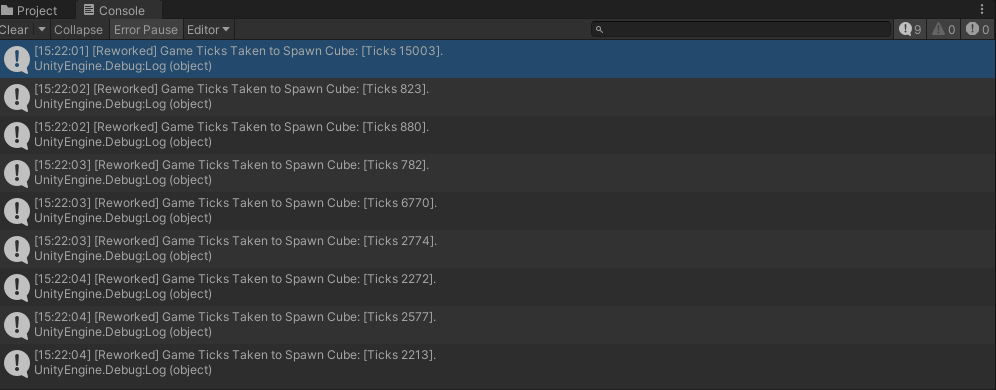 Project Console
Clear Collapse Error Pause Editor 9 0 0
[15:22:01] [Reworked] Game Ticks Taken to Spawn Cube: [Ticks 15003].
UnityEngine.Debug:Log (object)
[15:22:02] [Reworked] Game Ticks Taken to Spawn Cube: [Ticks 823].
UnityEngine.Debug:Log (object)
[15:22:02] [Reworked] Game Ticks Taken to Spawn Cube: [Ticks 880].
UnityEngine.Debug:Log (object)
[15:22:03] [Reworked] Game Ticks Taken to Spawn Cube: [Ticks 782].
UnityEngine.Debug:Log (object)
[15:22:03] [Reworked] Game Ticks Taken to Spawn Cube: [Ticks 6770].
UnityEngine.Debug:Log (object)
[15:22:03] [Reworked] Game Ticks Taken to Spawn Cube: [Ticks 2774].
UnityEngine.Debug:Log (object)
[15:22:04] [Reworked] Game Ticks Taken to Spawn Cube: [Ticks 2272].
UnityEngine.Debug:Log (object)
[15:22:04] [Reworked] Game Ticks Taken to Spawn Cube: [Ticks 2577].
UnityEngine.Debug:Log (object)
[15:22:04] [Reworked] Game Ticks Taken to Spawn Cube: [Ticks 2213].
UnityEngine.Debug:Log (object)